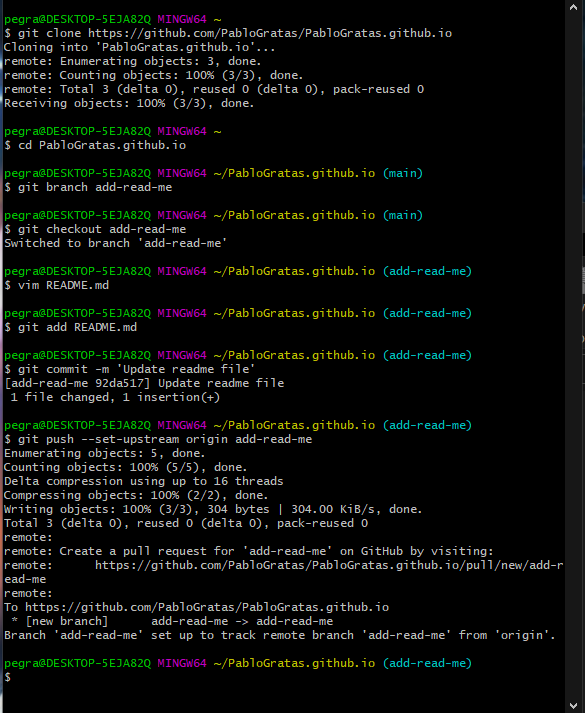 pegra@DESKTOP-5EJA82Q MINGW64 ~
$ git clone https://github.com/PabloGratas/PabloGratas.github.io
Cloning into 'PabloGratas.github.io'...
remote: Enumerating objects: 3, done.
remote: Counting objects: 100% (3/3), done.
remote: Total 3 (delta 0), reused 0 (delta 0), pack-reused 0
Receiving objects: 100% (3/3), done.
pegra@DESKTOP-5EJA82Q MINGW64 ~
$ cd PabloGratas.github.io
pegra@DESKTOP-5EJA82Q MINGW64 ~/PabloGratas.github.io (main)
$ git branch add-read-me
pegra@DESKTOP-5EJA82Q MINGW64 ~/PabloGratas.github.io (main)
$ git checkout add-read-me
Switched to branch 'add-read-me'
pegra@DESKTOP-5EJA82Q MINGW64 ~/PabloGratas.github.io (add-read-me)
$ vim README.md
pegra@DESKTOP-5EJA82Q MINGW64 ~/PabloGratas.github.io (add-read-me)
$ git add README.md
pegra@DESKTOP-5EJA82Q MINGW64 ~/PabloGratas.github.io (add-read-me)
$ git commit -m 'Update readme file'
[add-read-me 92da517] Update readme file
 1 file changed, 1 insertion(+)
pegra@DESKTOP-5EJA82Q MINGW64 ~/PabloGratas.github.io (add-read-me)
$ git push --set-upstream origin add-read-me
Enumerating objects: 5, done.
Counting objects: 100% (5/5), done.
Delta compression using up to 16 threads
Compressing objects: 100% (2/2), done.
Writing objects: 100% (3/3), 304 bytes | 304.00 KiB/s, done.
Total 3 (delta 0), reused 0 (delta 0), pack-reused 0
remote:
remote: Create a pull request for 'add-read-me' on GitHub by visiting:
remote:      https://github.com/PabloGratas/PabloGratas.github.io/pull/new/add-r
ead-me
remote:
To https://github.com/PabloGratas/PabloGratas.github.io
 * [new branch]      add-read-me -> add-read-me
Branch 'add-read-me' set up to track remote branch 'add-read-me' from 'origin'.
pegra@DESKTOP-5EJA82Q MINGW64 ~/PabloGratas.github.io (add-read-me)
$